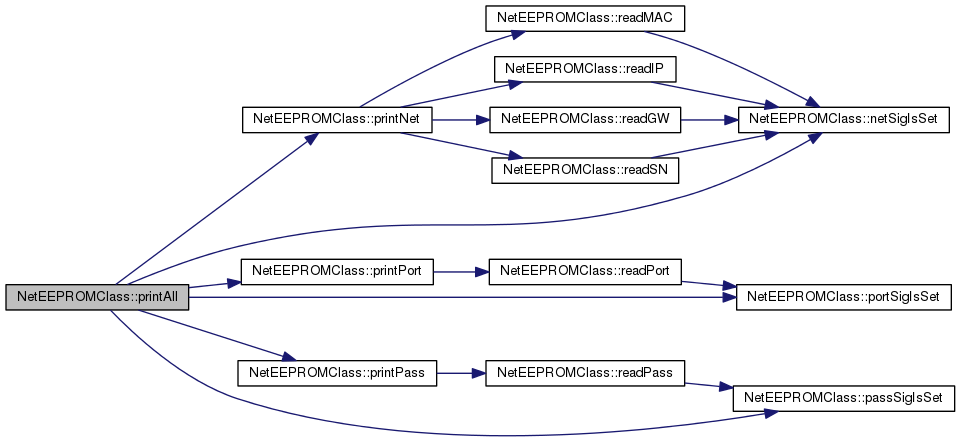 NetEEPROMClass::readMAC
NetEEPROMClass::readIP
NetEEPROMClass::printNet
NetEEPROMClass::readGW
NetEEPROMClass::netSigIsSet
NetEEPROMClass::readSN
NetEEPROMClass::printPort
NetEEPROMClass::readPort
NetEEPROMClass::printAll
NetEEPROMClass::portSigIsSet
NetEEPROMClass::printPass
NetEEPROMClass::readPass
NetEEPROMClass::passSigIsSet